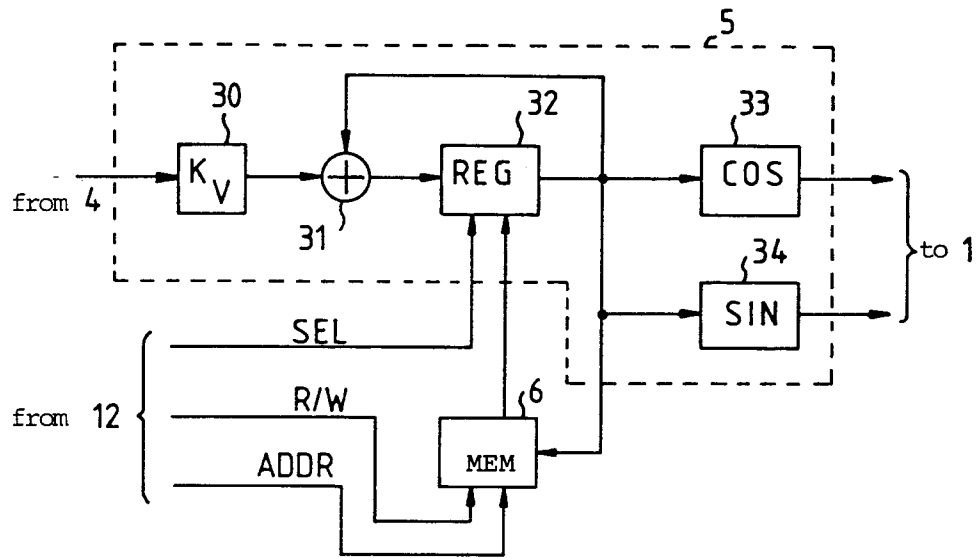 5
30
32
33
K V
REG
COS
from 4
31
to 1
34
SIN
SEL
from 12
R/W
6
MEM
ADDR